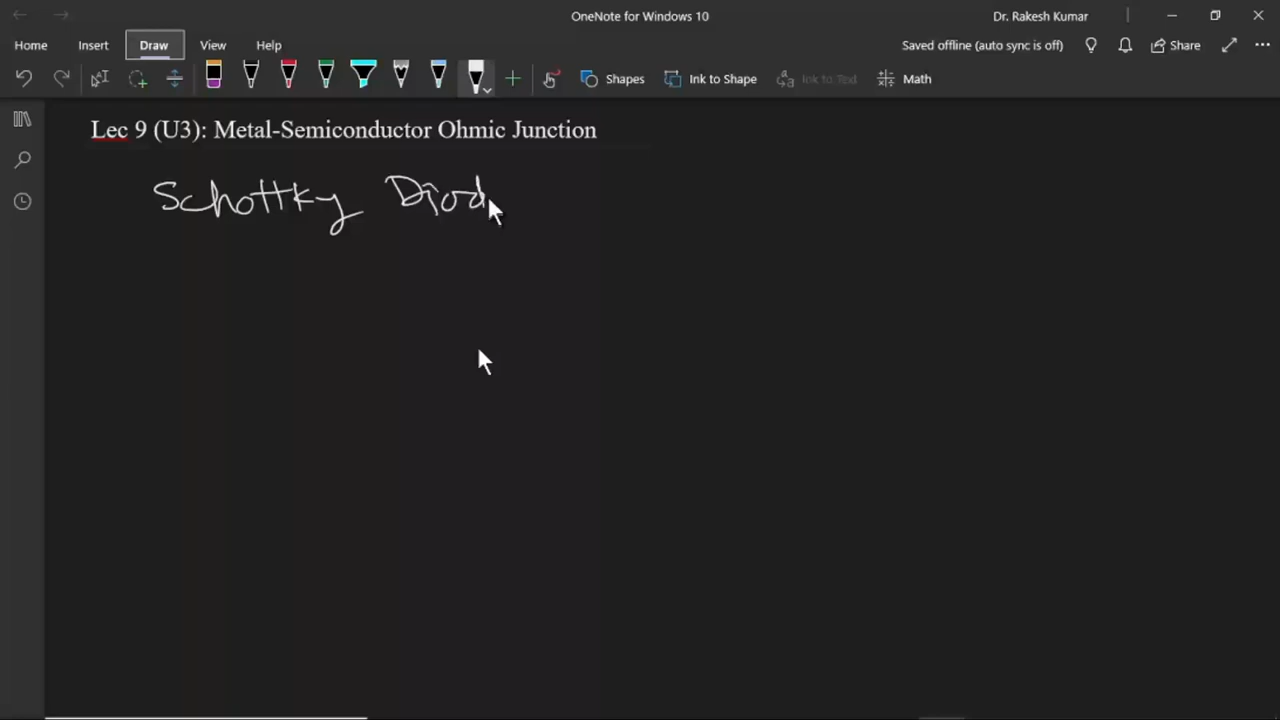 OneNote for Windows 10
Dr. Rakesh Kumar
Home Insert Draw View Help
Saved offline (auto sync is off)
Share
Shapes
Ink to Shape
Ink to Text
Math
Lec 9 (U3): Metal-Semiconductor Ohmic Junction
Schottky Diod